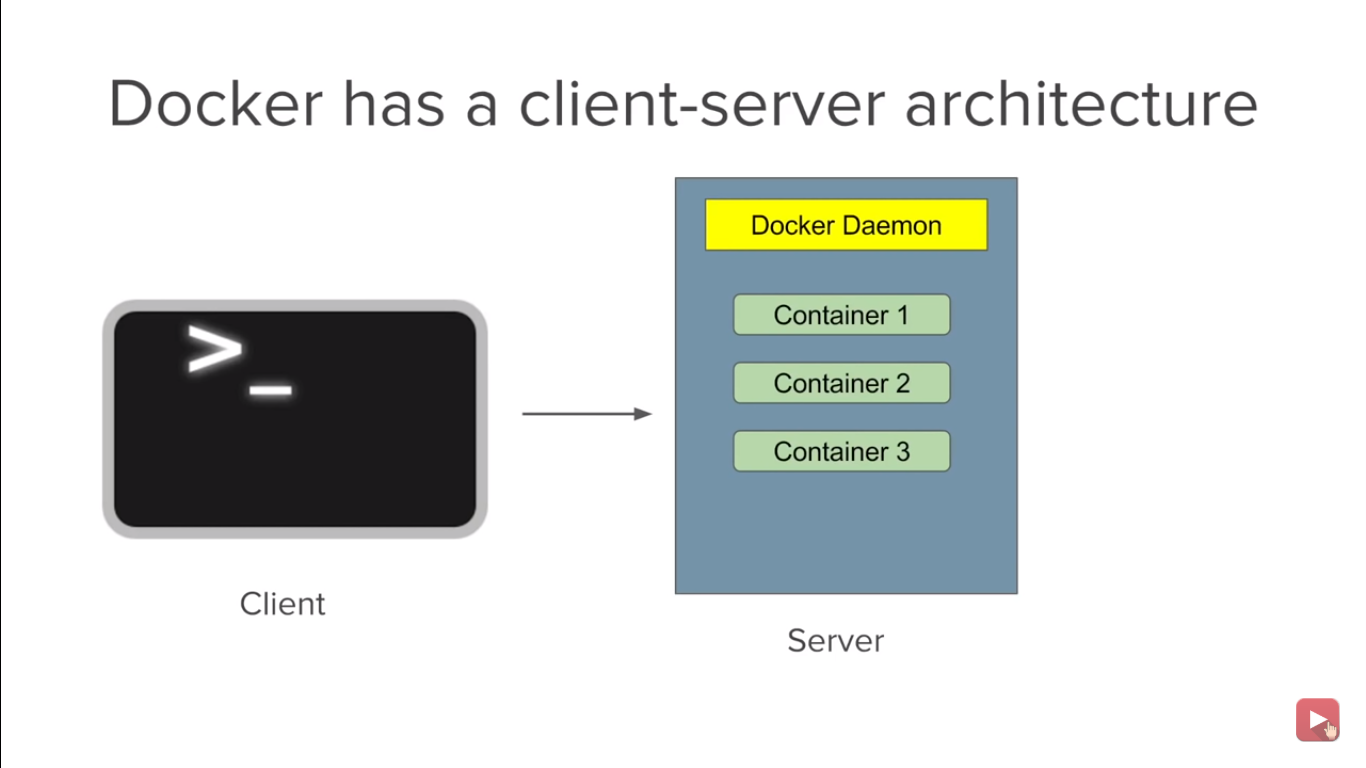 Docker has a client-server architecture
Docker Daemon
Container 1
Container 2
Container 3
>_
Client
Server